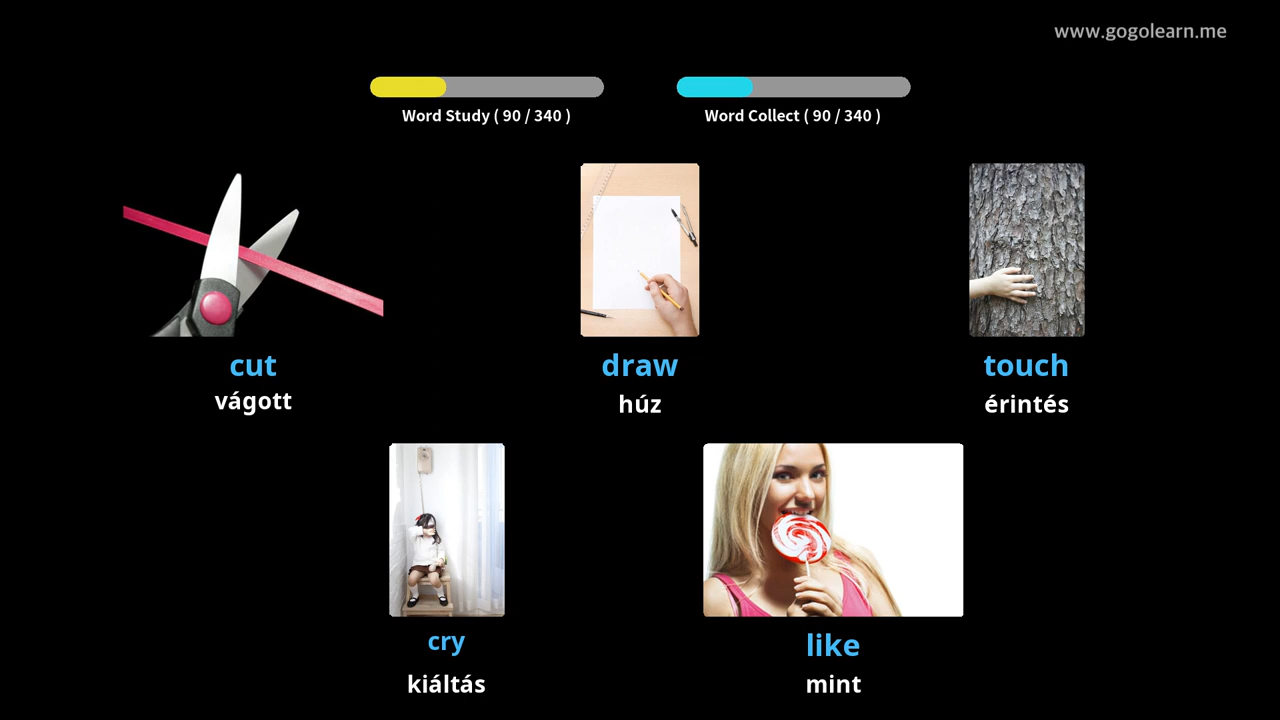 www.gogolearn.me
Word Study ( 90 / 340 )
Word Collect ( 90 / 340 )
cut
vágott
draw
húz
touch
érintés
cry
kiáltás
like
mint